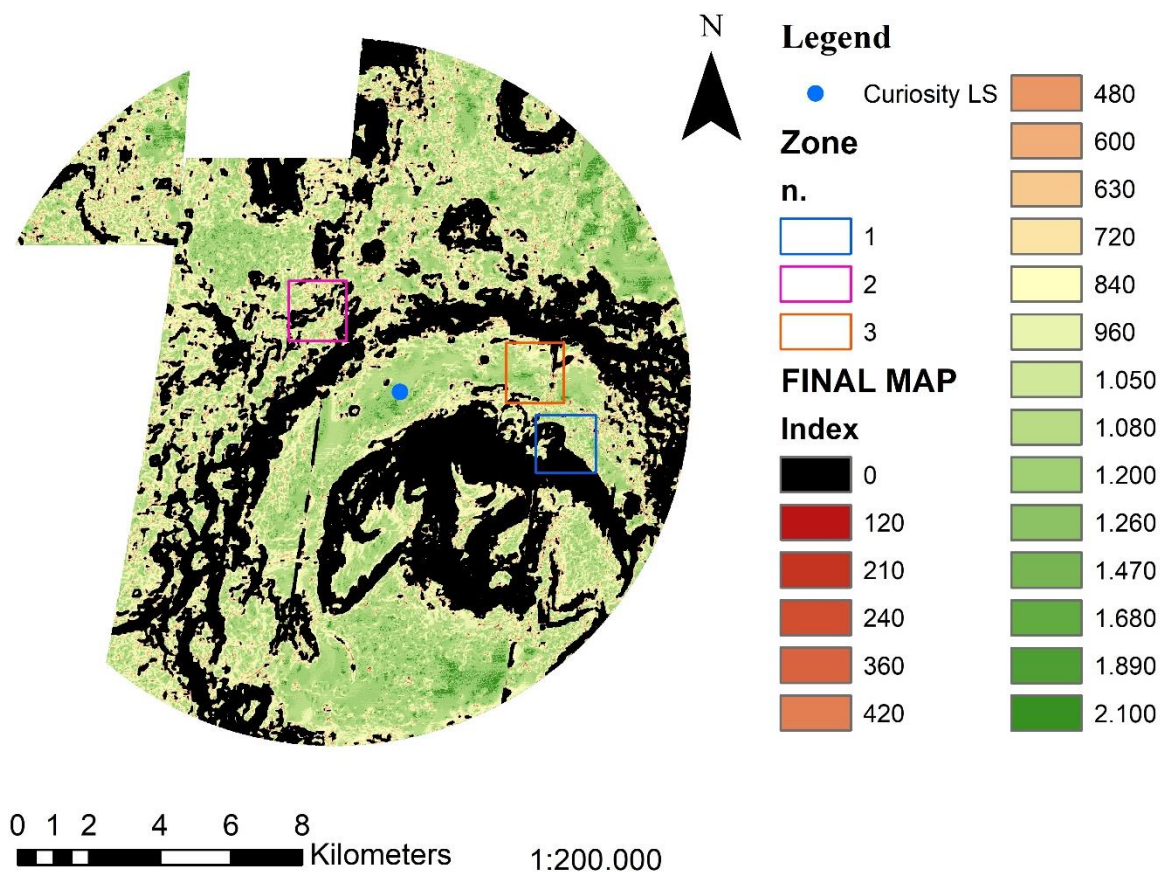 N
Legend
Curiosity LS
Zone
n.
1
2
3
FINAL MAP
Index
0
120
210
240
360
420
480
600
630
720
840
960
1.050
1.080
1.200
1.260
1.470
1.680
1.890
2.100
0 1 2 4 6 8
Kilometers
1:200.000